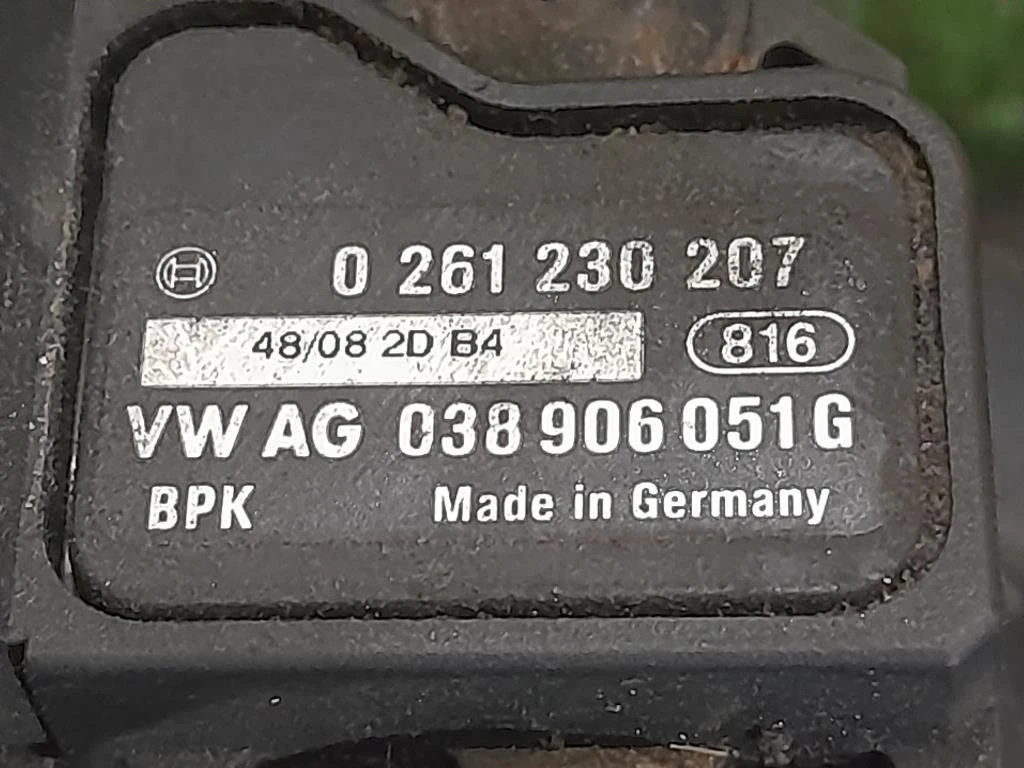 0 261 230 207
48/08 2D B4 816
VW AG 038 906 051 G
BPK Made in Germany